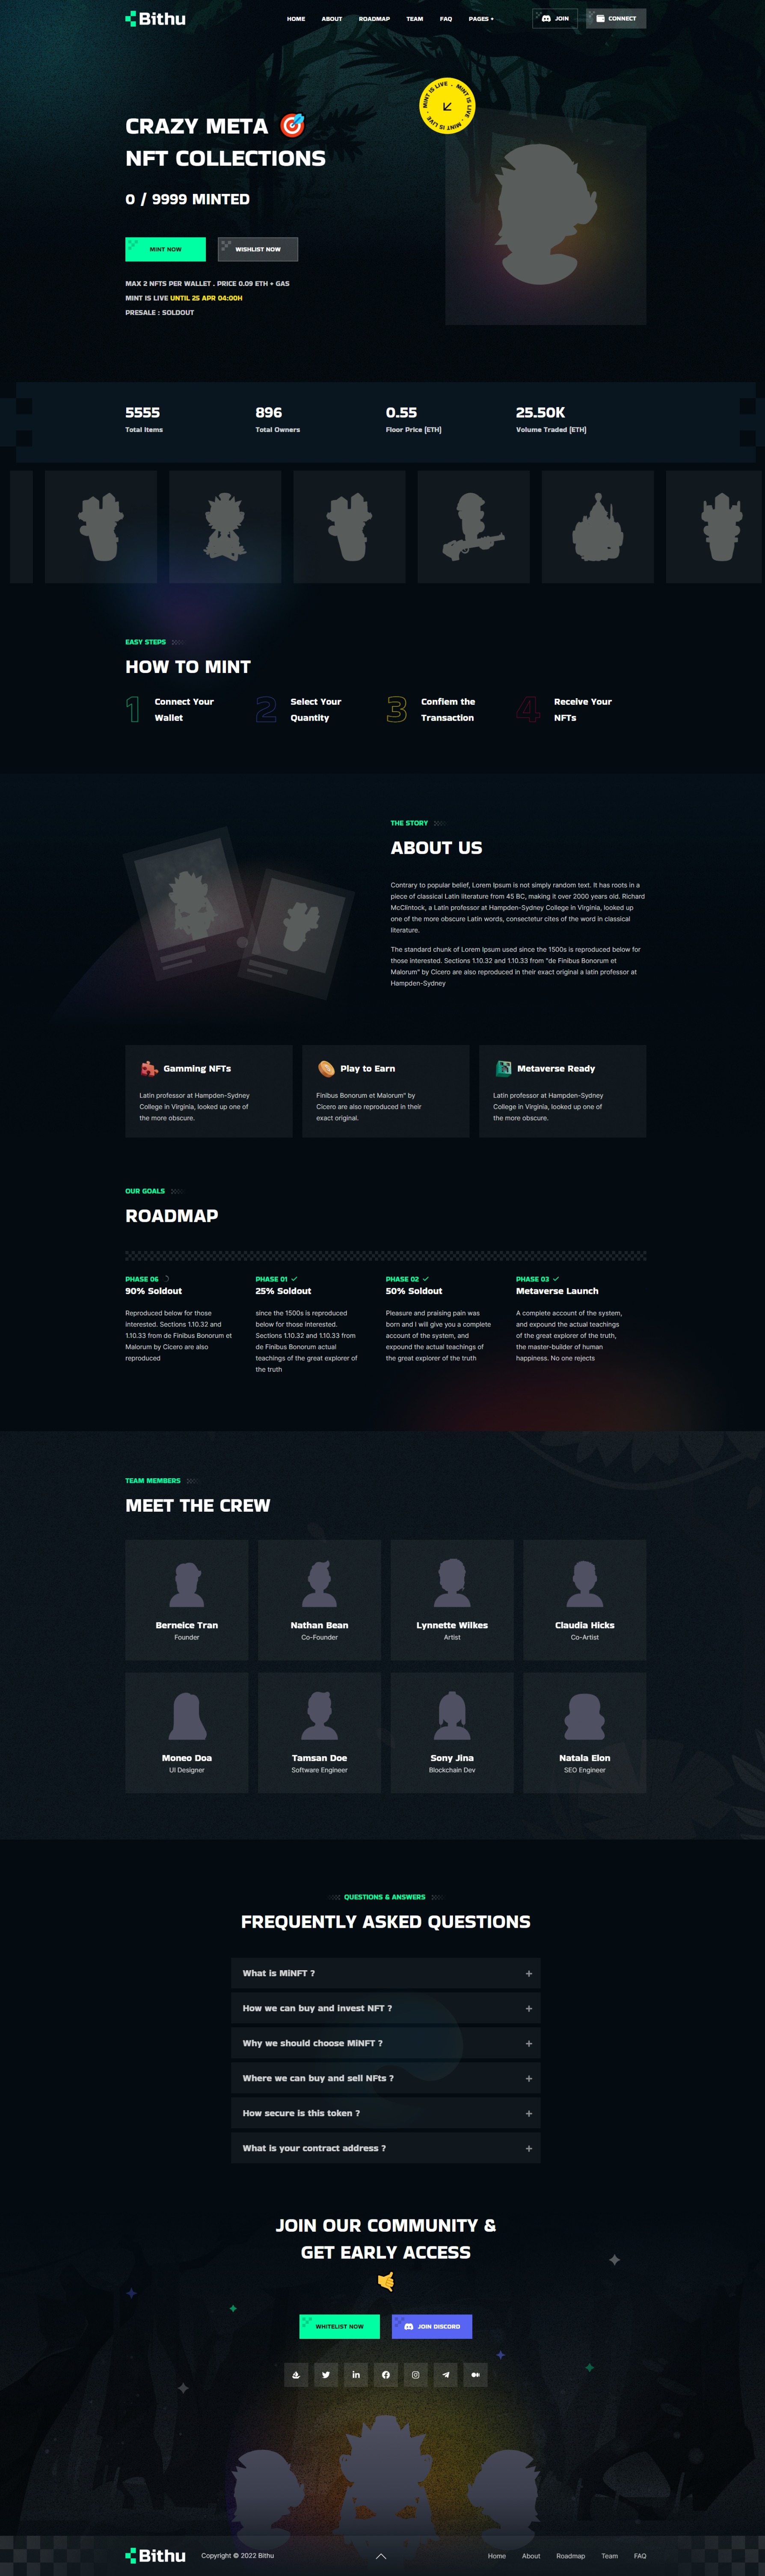 Bithu
HOME ABOUT ROADMAP TEAM FAQ PAGES +
JOIN
CONNECT
MINT IS LIVE . MINT IS LIVE . MINT IS LIVE .
CRAZY META
NFT COLLECTIONS
0 / 9999 MINTED
MINT NOW
WISHLIST NOW
MAX 2 NFTS PER WALLET . PRICE 0.09 ETH + GAS
MINT IS LIVE UNTIL 25 APR 04:00H
PRESALE : SOLDOUT
5555
Total Items
896
Total Owners
0.55
Floor Price [ETH]
25.50K
Volume Traded [ETH]
EASY STEPS
HOW TO MINT
1
Connect Your
Wallet
2
Select Your
Quantity
3
Confiem the
Transaction
4
Receive Your
NFTs
THE STORY
ABOUT US
Contrary to popular belief, Lorem Ipsum is not simply random text. It has roots in a
piece of classical Latin literature from 45 BC, making it over 2000 years old. Richard
McClintock, a Latin professor at Hampden-Sydney College in Virginia, looked up
one of the more obscure Latin words, consectetur cites of the word in classical
literature.
The standard chunk of Lorem Ipsum used since the 1500s is reproduced below for
those interested. Sections 1.10.32 and 1.10.33 from "de Finibus Bonorum et
Malorum" by Cicero are also reproduced in their exact original a latin professor at
Hampden-Sydney
Gamming NFTs
Latin professor at Hampden-Sydney
College in Virginia, looked up one of
the more obscure.
Play to Earn
Finibus Bonorum et Malorum" by
Cicero are also reproduced in their
exact original.
Metaverse Ready
Latin professor at Hampden-Sydney
College in Virginia, looked up one of
the more obscure.
OUR GOALS
ROADMAP
PHASE 06
90% Soldout
Reproduced below for those
interested. Sections 1.10.32 and
1.10.33 from de Finibus Bonorum et
Malorum by Cicero are also
reproduced
PHASE 01
25% Soldout
since the 1500s is reproduced
below for those interested.
Sections 1.10.32 and 1.10.33 from
de Finibus Bonorum actual
teachings of the great explorer of
the truth
PHASE 02
50% Soldout
Pleasure and praising pain was
born and I will give you a complete
account of the system, and
expound the actual teachings of
the great explorer of the truth
PHASE 03
Metaverse Launch
A complete account of the system,
and expound the actual teachings
of the great explorer of the truth,
the master-builder of human
happiness. No one rejects
TEAM MEMBERS
MEET THE CREW
Berneice Tran
Founder
Nathan Bean
Co-Founder
Lynnette Wilkes
Artist
Claudia Hicks
Co-Artist
Moneo Doa
UI Designer
Tamsan Doe
Software Engineer
Sony Jina
Blockchain Dev
Natala Elon
SEO Engineer
QUESTIONS & ANSWERS
FREQUENTLY ASKED QUESTIONS
What is MiNFT ?
How we can buy and invest NFT ?
Why we should choose MiNFT ?
Where we can buy and sell NFts ?
How secure is this token ?
What is your contract address ?
JOIN OUR COMMUNITY &
GET EARLY ACCESS
WHITELIST NOW
JOIN DISCORD
Bithu
Copyright © 2022 Bithu
Home About Roadmap Team FAQ